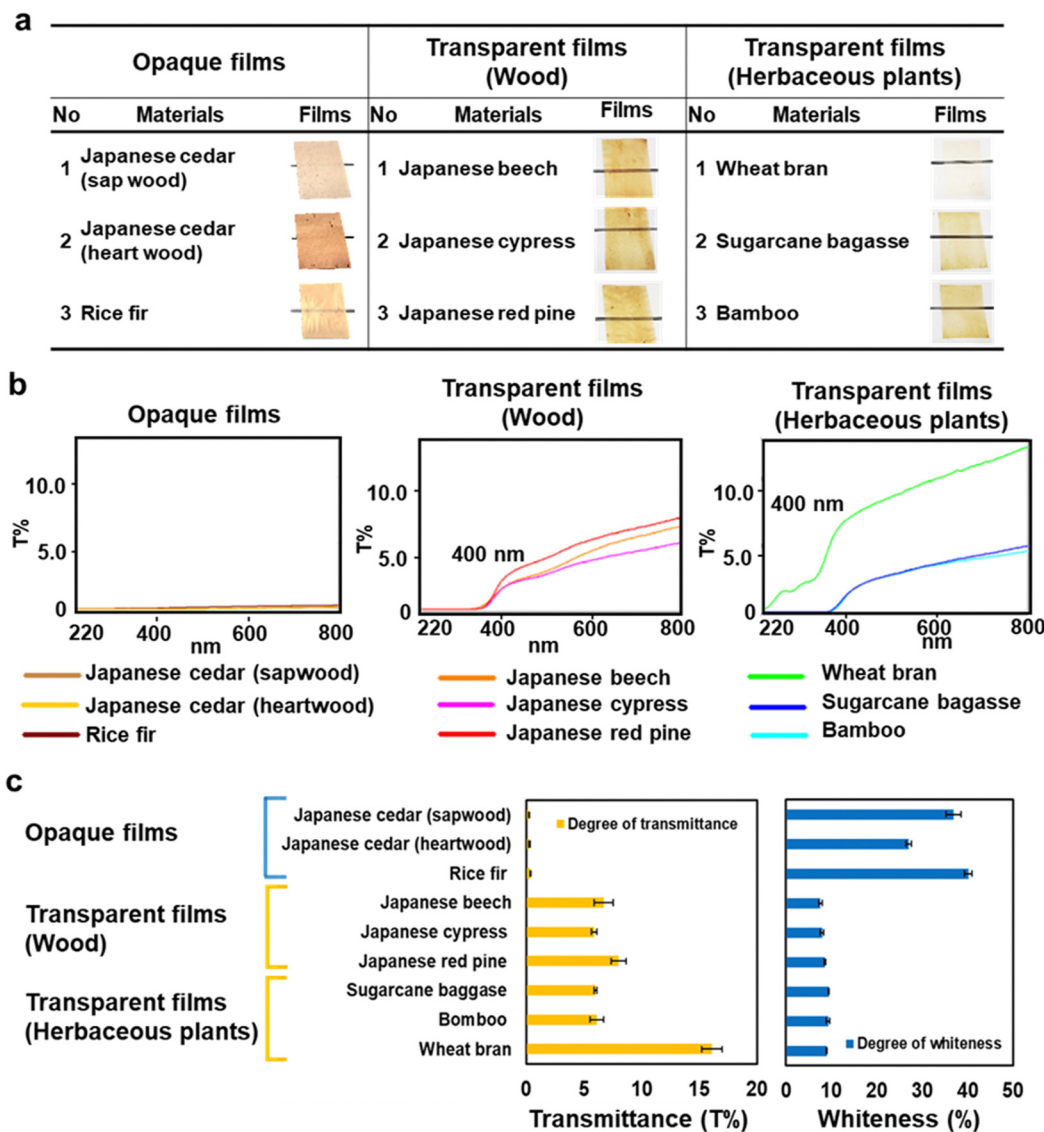 a
Opaque films
Transparent films
(Wood)
Transparent films
(Herbaceous plants)
No Materials Films
No Materials Films
No Materials Films
1 Japanese cedar
(sap wood)
1 Japanese beech
1 Wheat bran
2 Japanese cedar
(heart wood)
2 Japanese cypress
2 Sugarcane bagasse
3 Rice fir
3 Japanese red pine
3 Bamboo
b
Opaque films
T%
10.0
5.0
0
220 400 600 800
nm
Japanese cedar (sapwood)
Japanese cedar (heartwood)
Rice fir
Transparent films
(Wood)
T%
10.0
5.0
0
400 nm
220 400 600 800
nm
Japanese beech
Japanese cypress
Japanese red pine
Transparent films
(Herbaceous plants)
T%
10.0
5.0
0
400 nm
220 400 600 800
nm
Wheat bran
Sugarcane bagasse
Bamboo
c
Opaque films
Transparent films
(Wood)
Transparent films
(Herbaceous plants)
Japanese cedar (sapwood)
Japanese cedar (heartwood)
Rice fir
Japanese beech
Japanese cypress
Japanese red pine
Sugarcane baggase
Bomboo
Wheat bran
Degree of transmittance
0 5 10 15 20
Transmittance (T%)
Degree of whiteness
0 10 20 30 40 50
Whiteness (%)